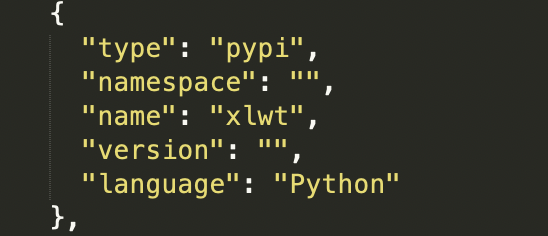 {
"type": "pypi",
"namespace": "",
"name": "xlwt",
"version": "",
"language": "Python"
},